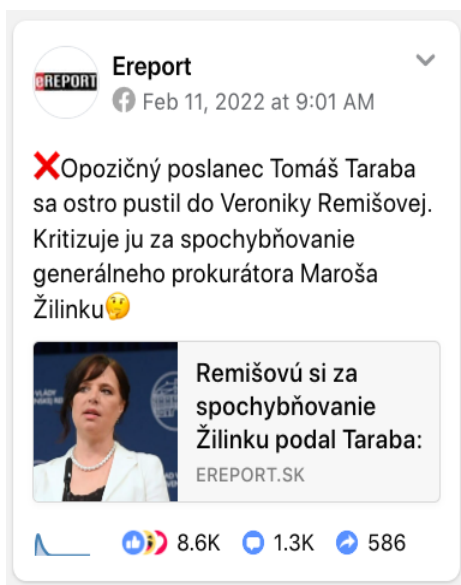 eREPORT
Ereport
Feb 11, 2022 at 9:01 AM
❌Opozičný poslanec Tomáš Taraba
sa ostro pustil do Veroniky Remišovej.
Kritizuje ju za spochybňovanie
generálneho prokurátora Maroša
Žilinku🤔
Remišovú si za
spochybňovanie
Žilinku podal Taraba:
EREPORT.SK
8.6K 1.3K 586